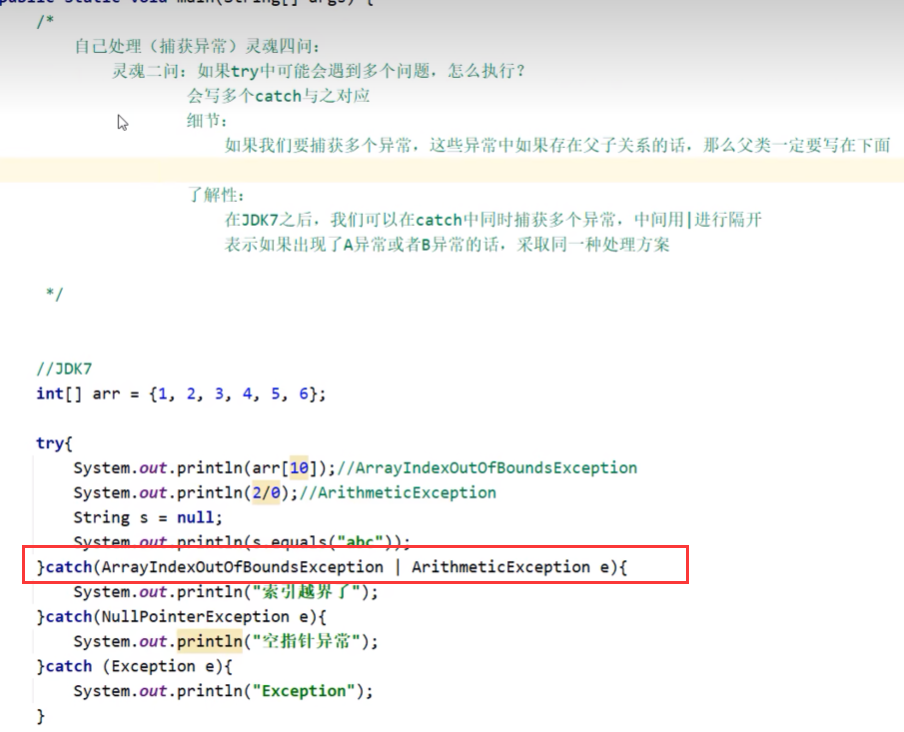 public static void main(String[] args) {
/*
自己处理（捕获异常）灵魂四问：
灵魂二问：如果try中可能会遇到多个问题，怎么执行？
会写多个catch与之对应
细节：
如果我们要捕获多个异常，这些异常中如果存在父子关系的话，那么父类一定要写在下面
了解性：
在JDK7之后，我们可以在catch中同时捕获多个异常，中间用|进行隔开
表示如果出现了A异常或者B异常的话，采取同一种处理方案
*/
//JDK7
int[] arr = {1, 2, 3, 4, 5, 6};
try{
System.out.println(arr[10]);//ArrayIndexOutOfBoundsException
System.out.println(2/0);//ArithmeticException
String s = null;
System.out.println(s.equals("abc"));
}catch(ArrayIndexOutOfBoundsException | ArithmeticException e){
System.out.println("索引越界了");
}catch(NullPointerException e){
System.out.println("空指针异常");
}catch (Exception e){
System.out.println("Exception");
}